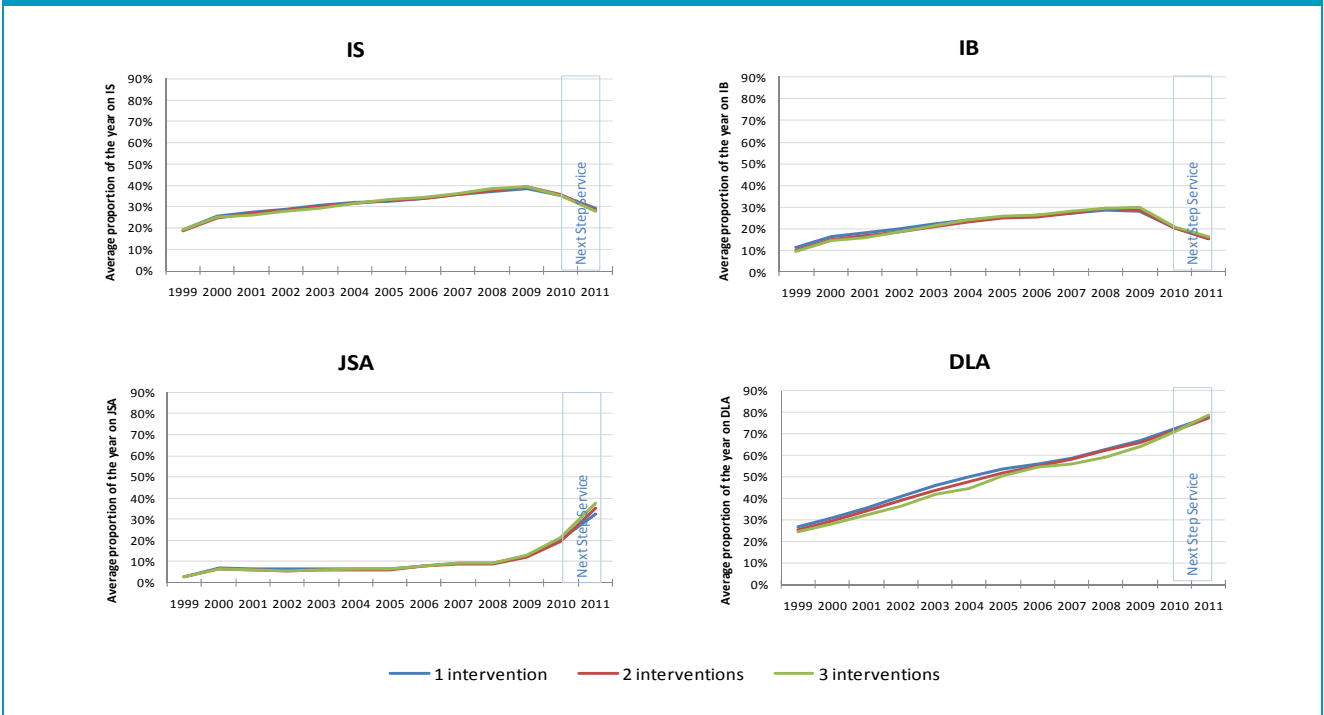 IS
Average proportion of the year on IS
90%
80%
70%
60%
50%
40%
30%
20%
10%
0%
Next Step Service
1999 2000 2001 2002 2003 2004 2005 2006 2007 2008 2009 2010 2011
IB
Average proportion of the year on IB
90%
80%
70%
60%
50%
40%
30%
20%
10%
0%
Next Step Service
1999 2000 2001 2002 2003 2004 2005 2006 2007 2008 2009 2010 2011
JSA
Average proportion of the year on JSA
90%
80%
70%
60%
50%
40%
30%
20%
10%
0%
Next Step Service
1999 2000 2001 2002 2003 2004 2005 2006 2007 2008 2009 2010 2011
DLA
Average proportion of the year on DLA
90%
80%
70%
60%
50%
40%
30%
20%
10%
0%
Next Step Service
1999 2000 2001 2002 2003 2004 2005 2006 2007 2008 2009 2010 2011
1 intervention 2 interventions 3 interventions